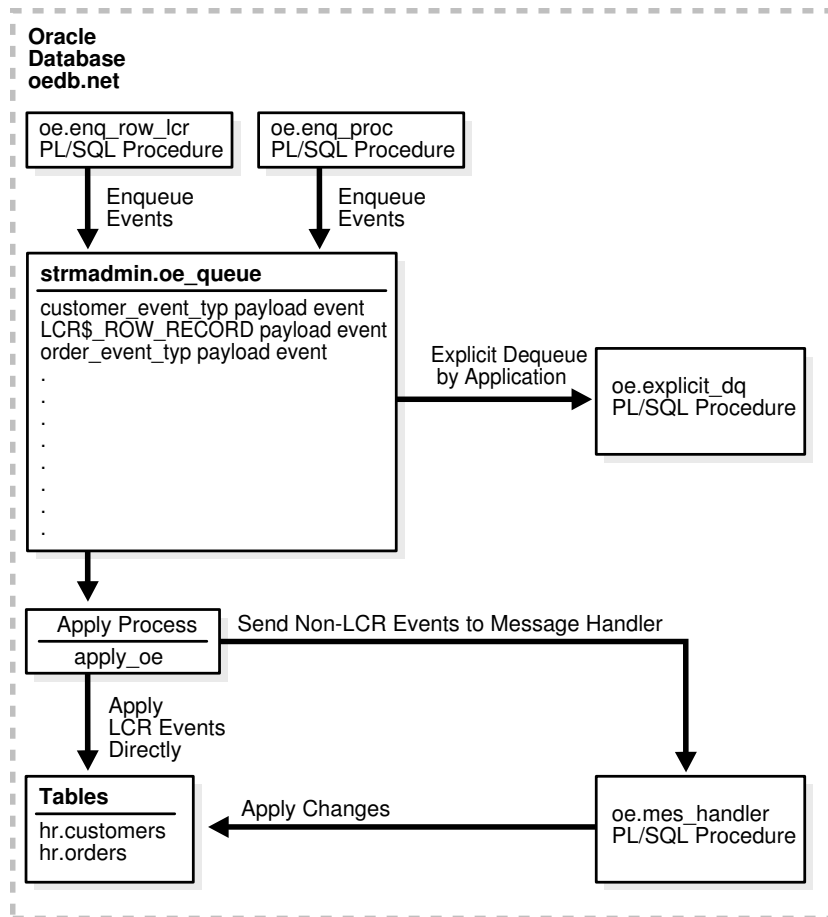 Oracle
Database
oedb.net
oe.enq_row_lcr
PL/SQL Procedure
oe.enq_proc
PL/SQL Procedure
Enqueue
Events
Enqueue
Events
strmadmin.oe_queue
customer_event_typ payload event
LCR$_ROW_RECORD payload event
order_event_typ payload event
.
.
.
.
.
.
.
.
Explicit Dequeue
by Application
oe.explicit_dq
PL/SQL Procedure
Apply Process
apply_oe
Send Non-LCR Events to Message Handler
Apply
LCR Events
Directly
Tables
hr.customers
hr.orders
Apply Changes
oe.mes_handler
PL/SQL Procedure